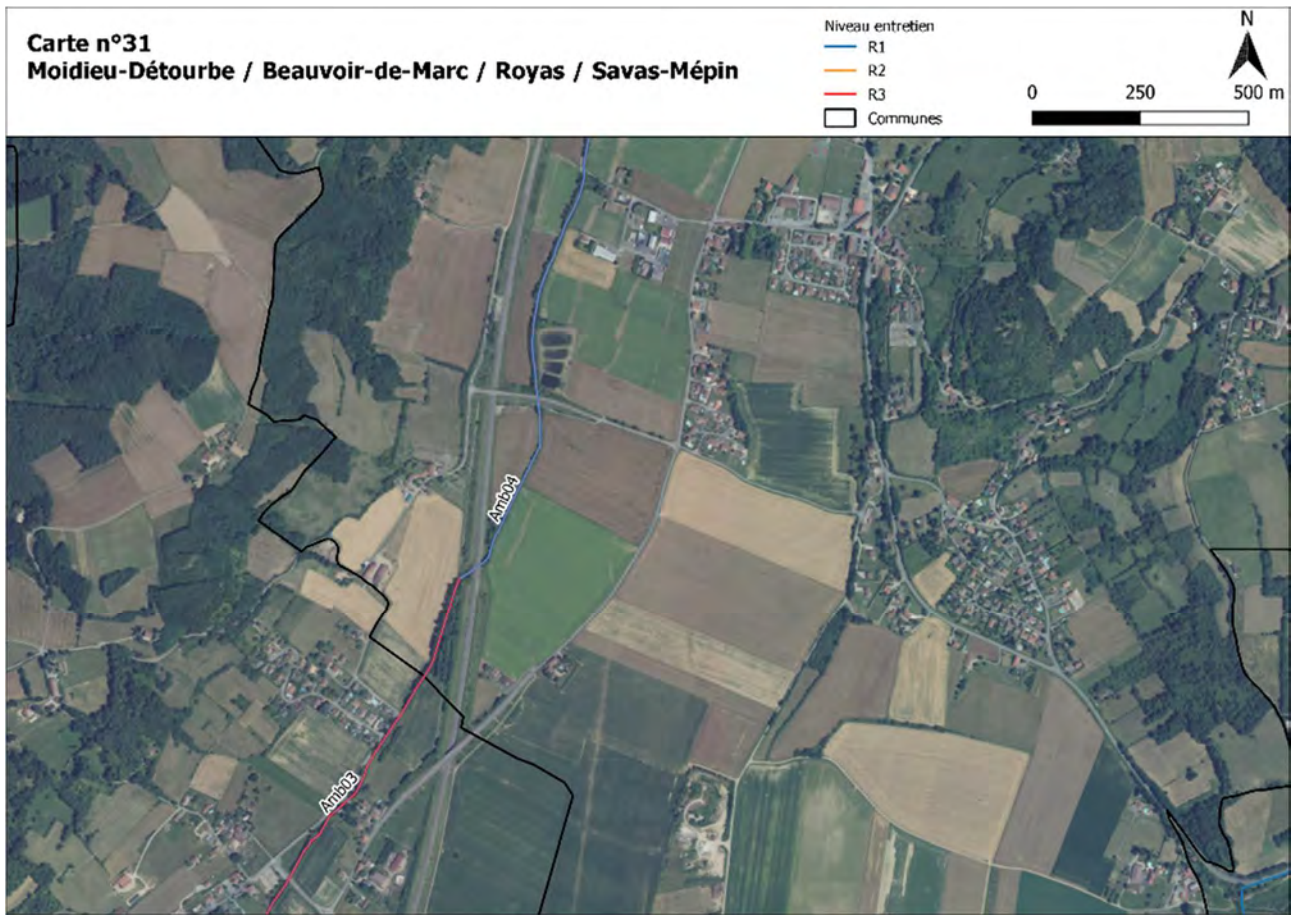 Carte n°31
Moidieu-Détourbe / Beauvoir-de-Marc / Royas / Savas-Mépin
Niveau entretien
R1
R2
R3
Communes
N
0 250 500 m
Amb04
Amb03